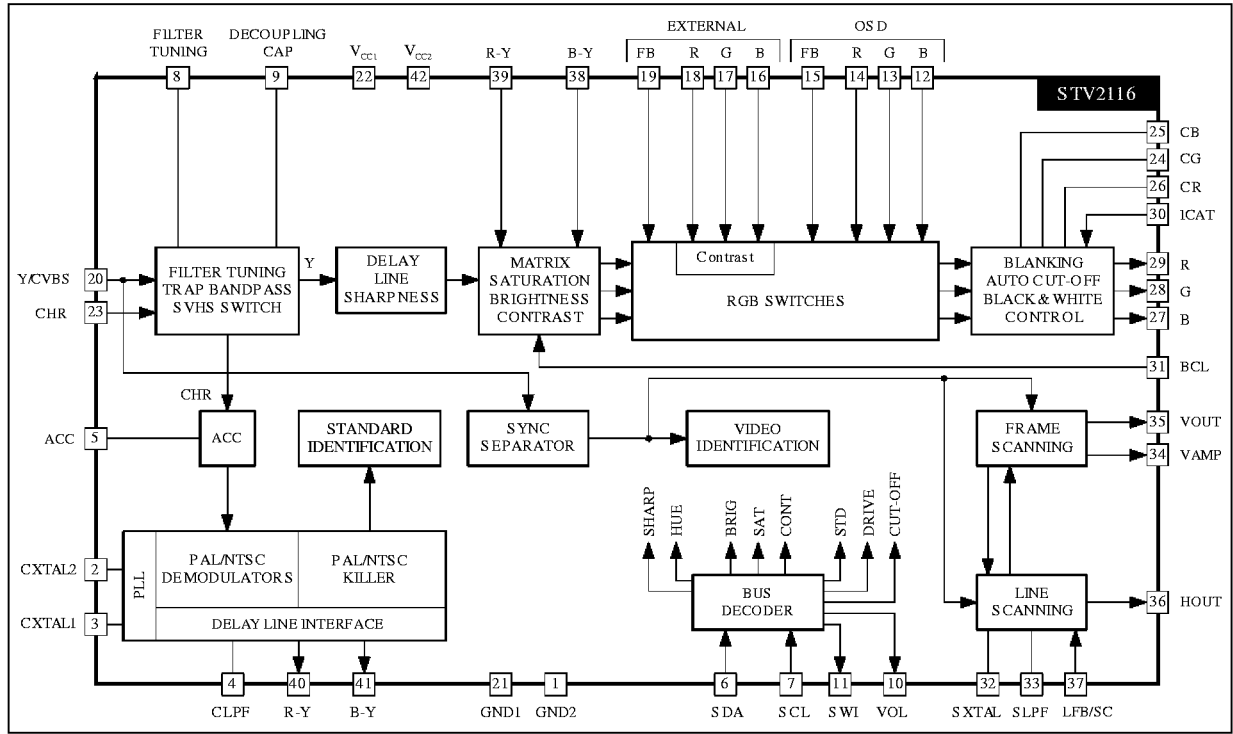 FILTER TUNING
DECOUPLING CAP
VCC1
VCC2
R-Y
B-Y
EXTERNAL
FB
R
G
B
OSD
FB
R
G
B
8
9
22
42
39
38
19
18
17
16
15
14
13
12
STV2116
25 CB
24 CG
26 CR
30 ICAT
29 R
28 G
27 B
31 BCL
35 VOUT
34 VAMP
36 HOUT
Y/CVBS 20
CHR 23
ACC 5
CXTAL2 2
CXTAL1 3
FILTER TUNING
TRAP BANDPASS
SVHS SWITCH
Y
DELAY
LINE
SHARPNESS
MATRIX
SATURATION
BRIGHTNESS
CONTRAST
Contrast
RGB SWITCHES
BLANKING
AUTO CUT-OFF
BLACK & WHITE
CONTROL
CHR
ACC
STANDARD
IDENTIFICATION
SYNC
SEPARATOR
VIDEO
IDENTIFICATION
FRAME
SCANNING
PLL
PAL/NTSC
DEMODULATORS
PAL/NTSC
KILLER
DELAY LINE INTERFACE
SHARP
HUE
BRIG
SAT
CONT
STD
DRIVE
CUT-OFF
BUS
DECODER
LINE
SCANNING
4
40
41
21
1
6
7
11
10
32
33
37
CLPF
R-Y
B-Y
GND1
GND2
SDA
SCL
SWI
VOL
SXTAL
SLPF
LFB/SC